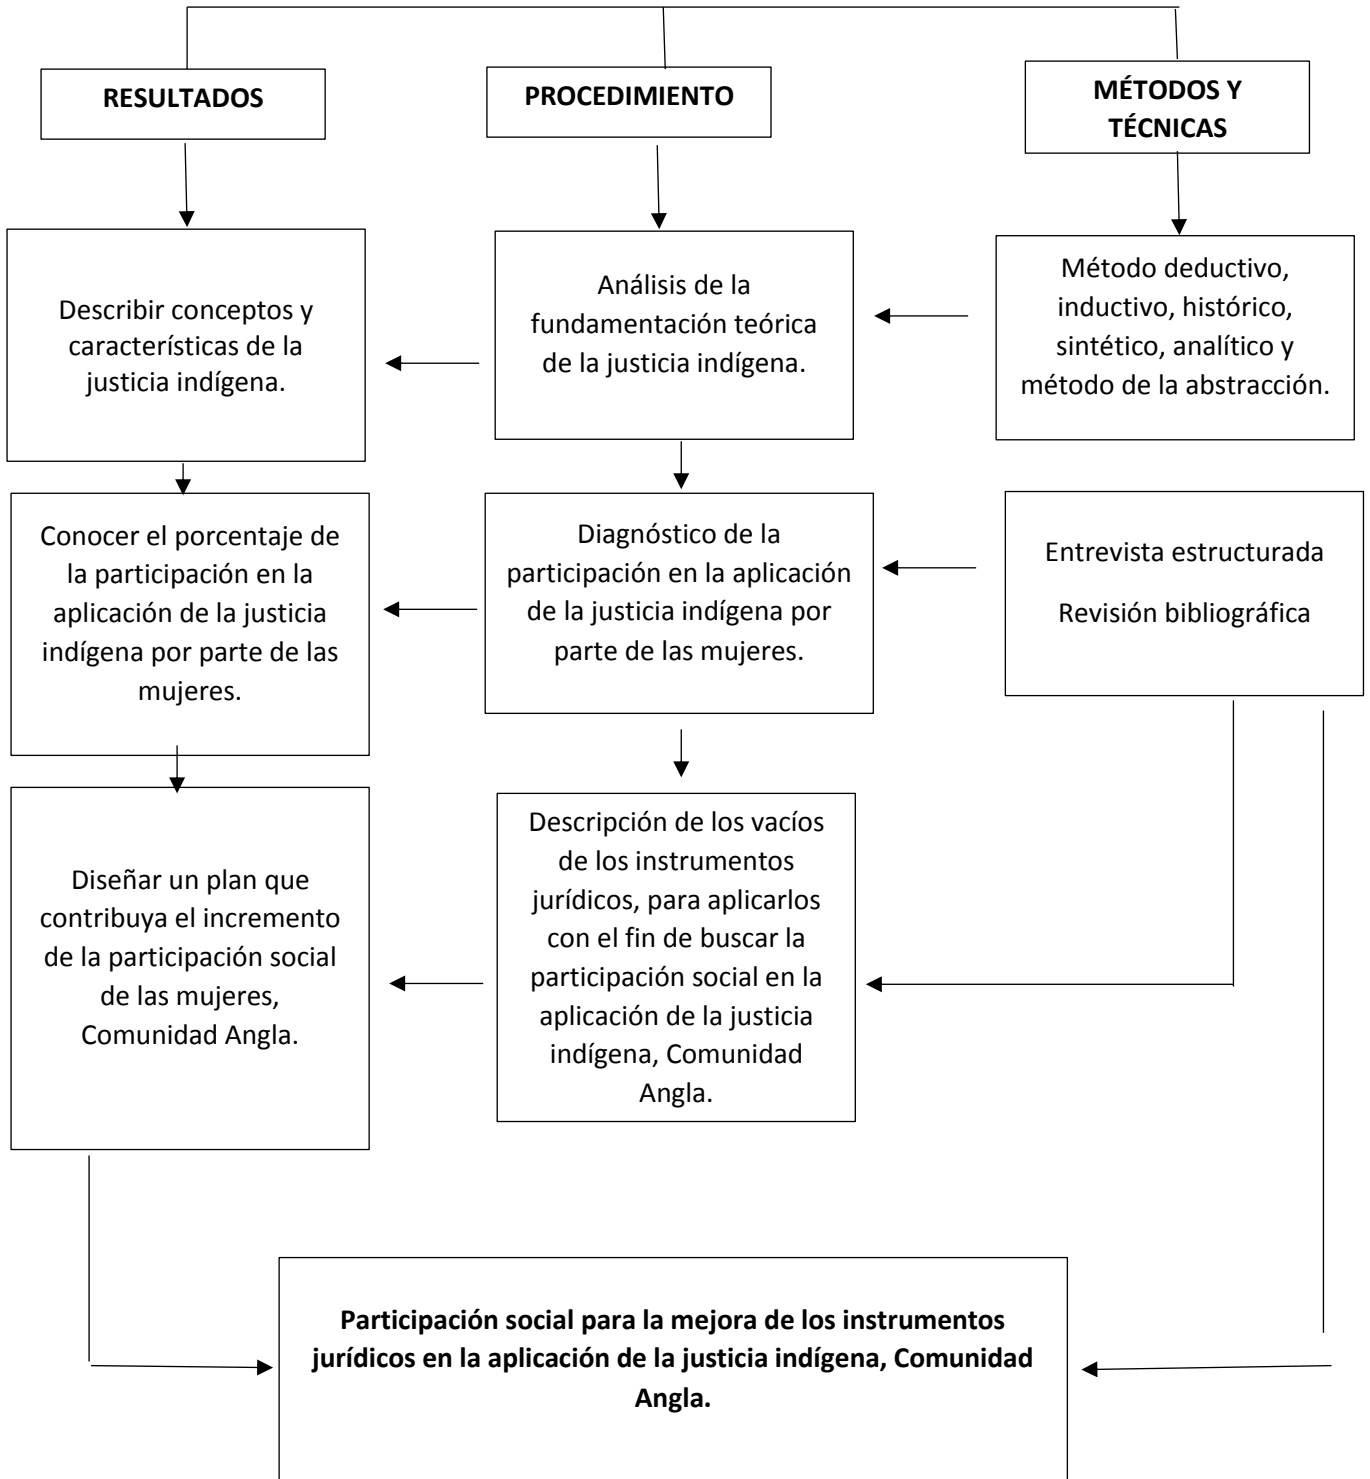 RESULTADOS
PROCEDIMIENTO
MÉTODOS Y
TÉCNICAS
Describir conceptos y
características de la
justicia indígena.
Análisis de la
fundamentación teórica
de la justicia indígena.
Método deductivo,
inductivo, histórico,
sintético, analítico y
método de la abstracción.
Conocer el porcentaje de
la participación en la
aplicación de la justicia
indígena por parte de las
mujeres.
Diagnóstico de la
participación en la aplicación
de la justicia indígena por
parte de las mujeres.
Entrevista estructurada
Revisión bibliográfica
Diseñar un plan que
contribuya el incremento
de la participación social
de las mujeres,
Comunidad Angla.
Descripción de los vacíos
de los instrumentos
jurídicos, para aplicarlos
con el fin de buscar la
participación social en la
aplicación de la justicia
indígena, Comunidad
Angla.
Participación social para la mejora de los instrumentos
jurídicos en la aplicación de la justicia indígena, Comunidad
Angla.